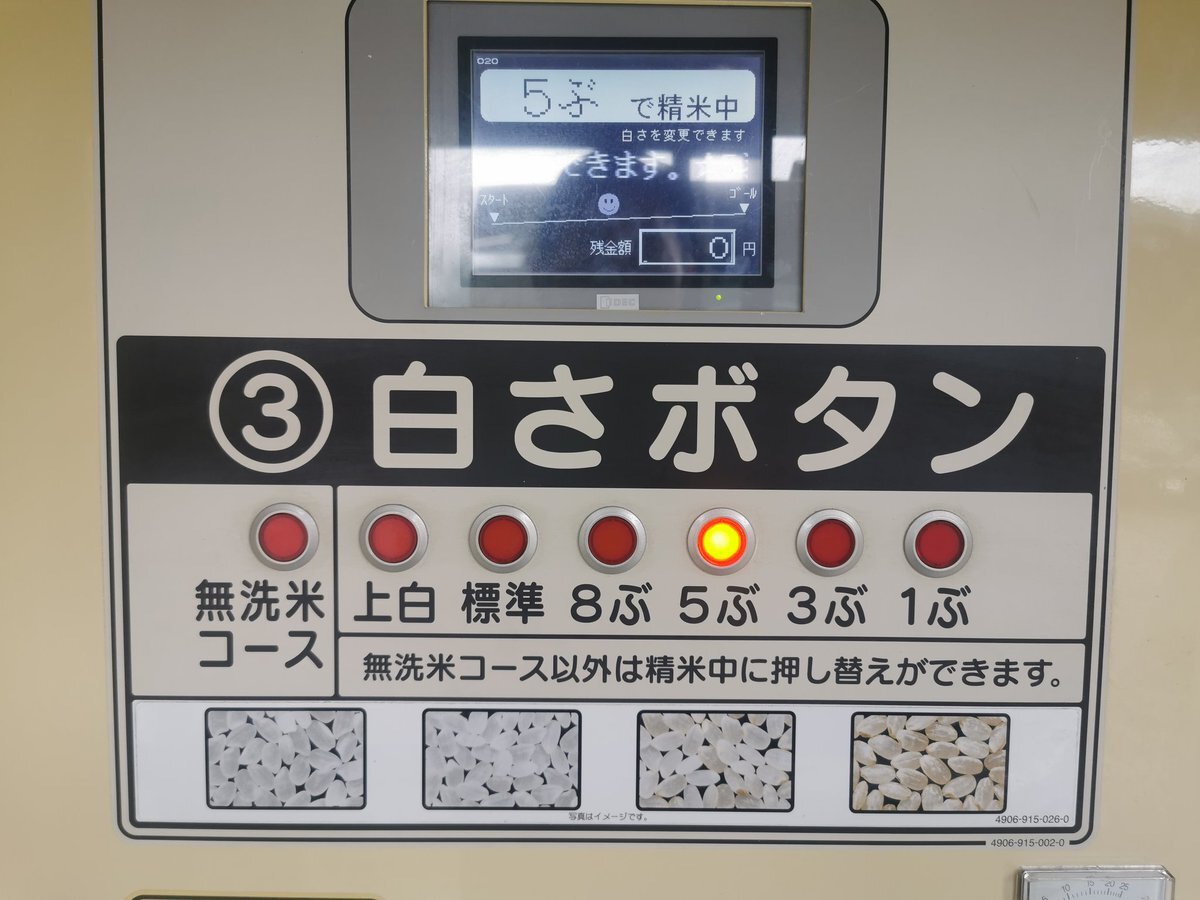 020
5ぶ で精米中
白さを変更できます
できます。
スタート
ゴール
残金額 0 円
IDEC
③白さボタン
無洗米
コース
上白 標準 8ぶ 5ぶ 3ぶ 1ぶ
無洗米コース以外は精米中に押し替えができます。
写真はイメージです。
4906-915-026-0
4906-915-002-0
5 10 15 20 25